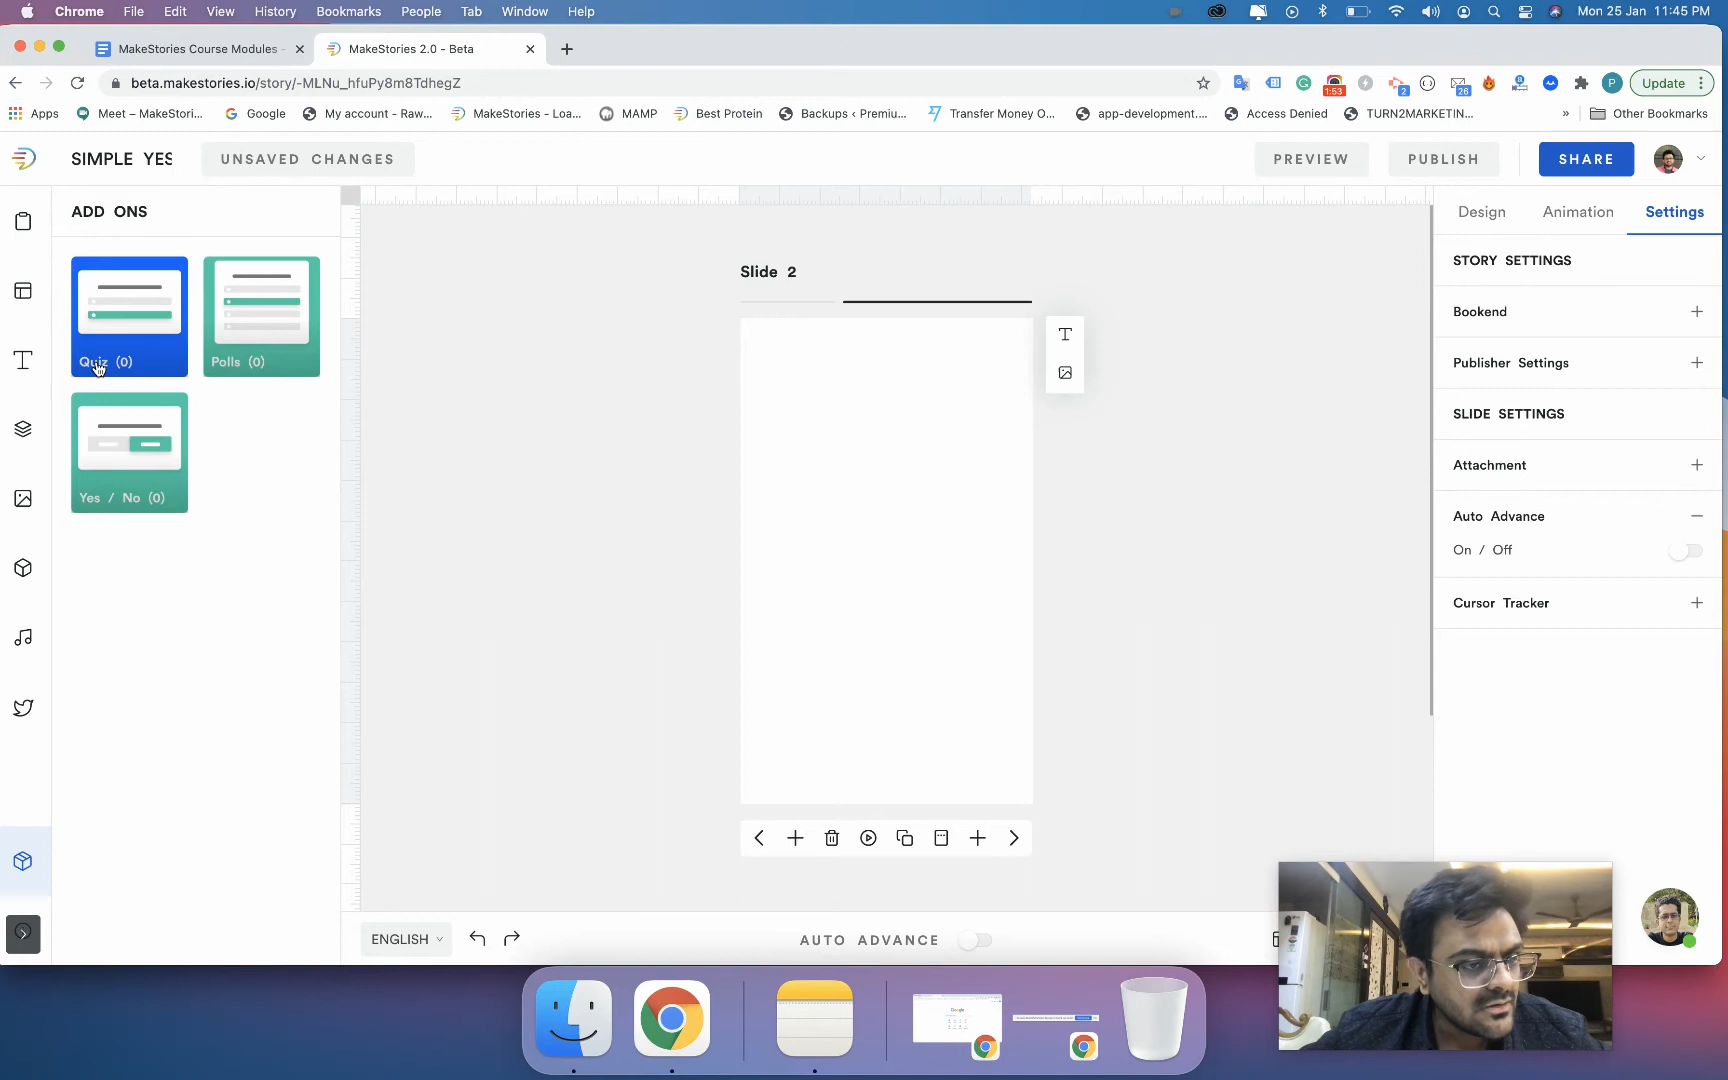 Chrome File Edit View History Bookmarks People Tab Window Help Mon 25 Jan 11:45 PM
MakeStories Course Modules - MakeStories 2.0 - Beta
beta.makestories.io/story/-MLNu_hfuPy8m8TdhegZ 1:53 2 26 P Update
Apps Meet – MakeStori... Google My account - Raw... MakeStories - Loa... MAMP Best Protein Backups ‹ Premiu... Transfer Money O... app-development.... Access Denied TURN2MARKETIN... » Other Bookmarks
SIMPLE YES UNSAVED CHANGES PREVIEW PUBLISH SHARE
ADD ONS
Design Animation Settings
Quiz (0) Polls (0)
Yes / No (0)
Slide 2
STORY SETTINGS
Bookend
Publisher Settings
SLIDE SETTINGS
Attachment
Auto Advance
On / Off
Cursor Tracker
ENGLISH AUTO ADVANCE